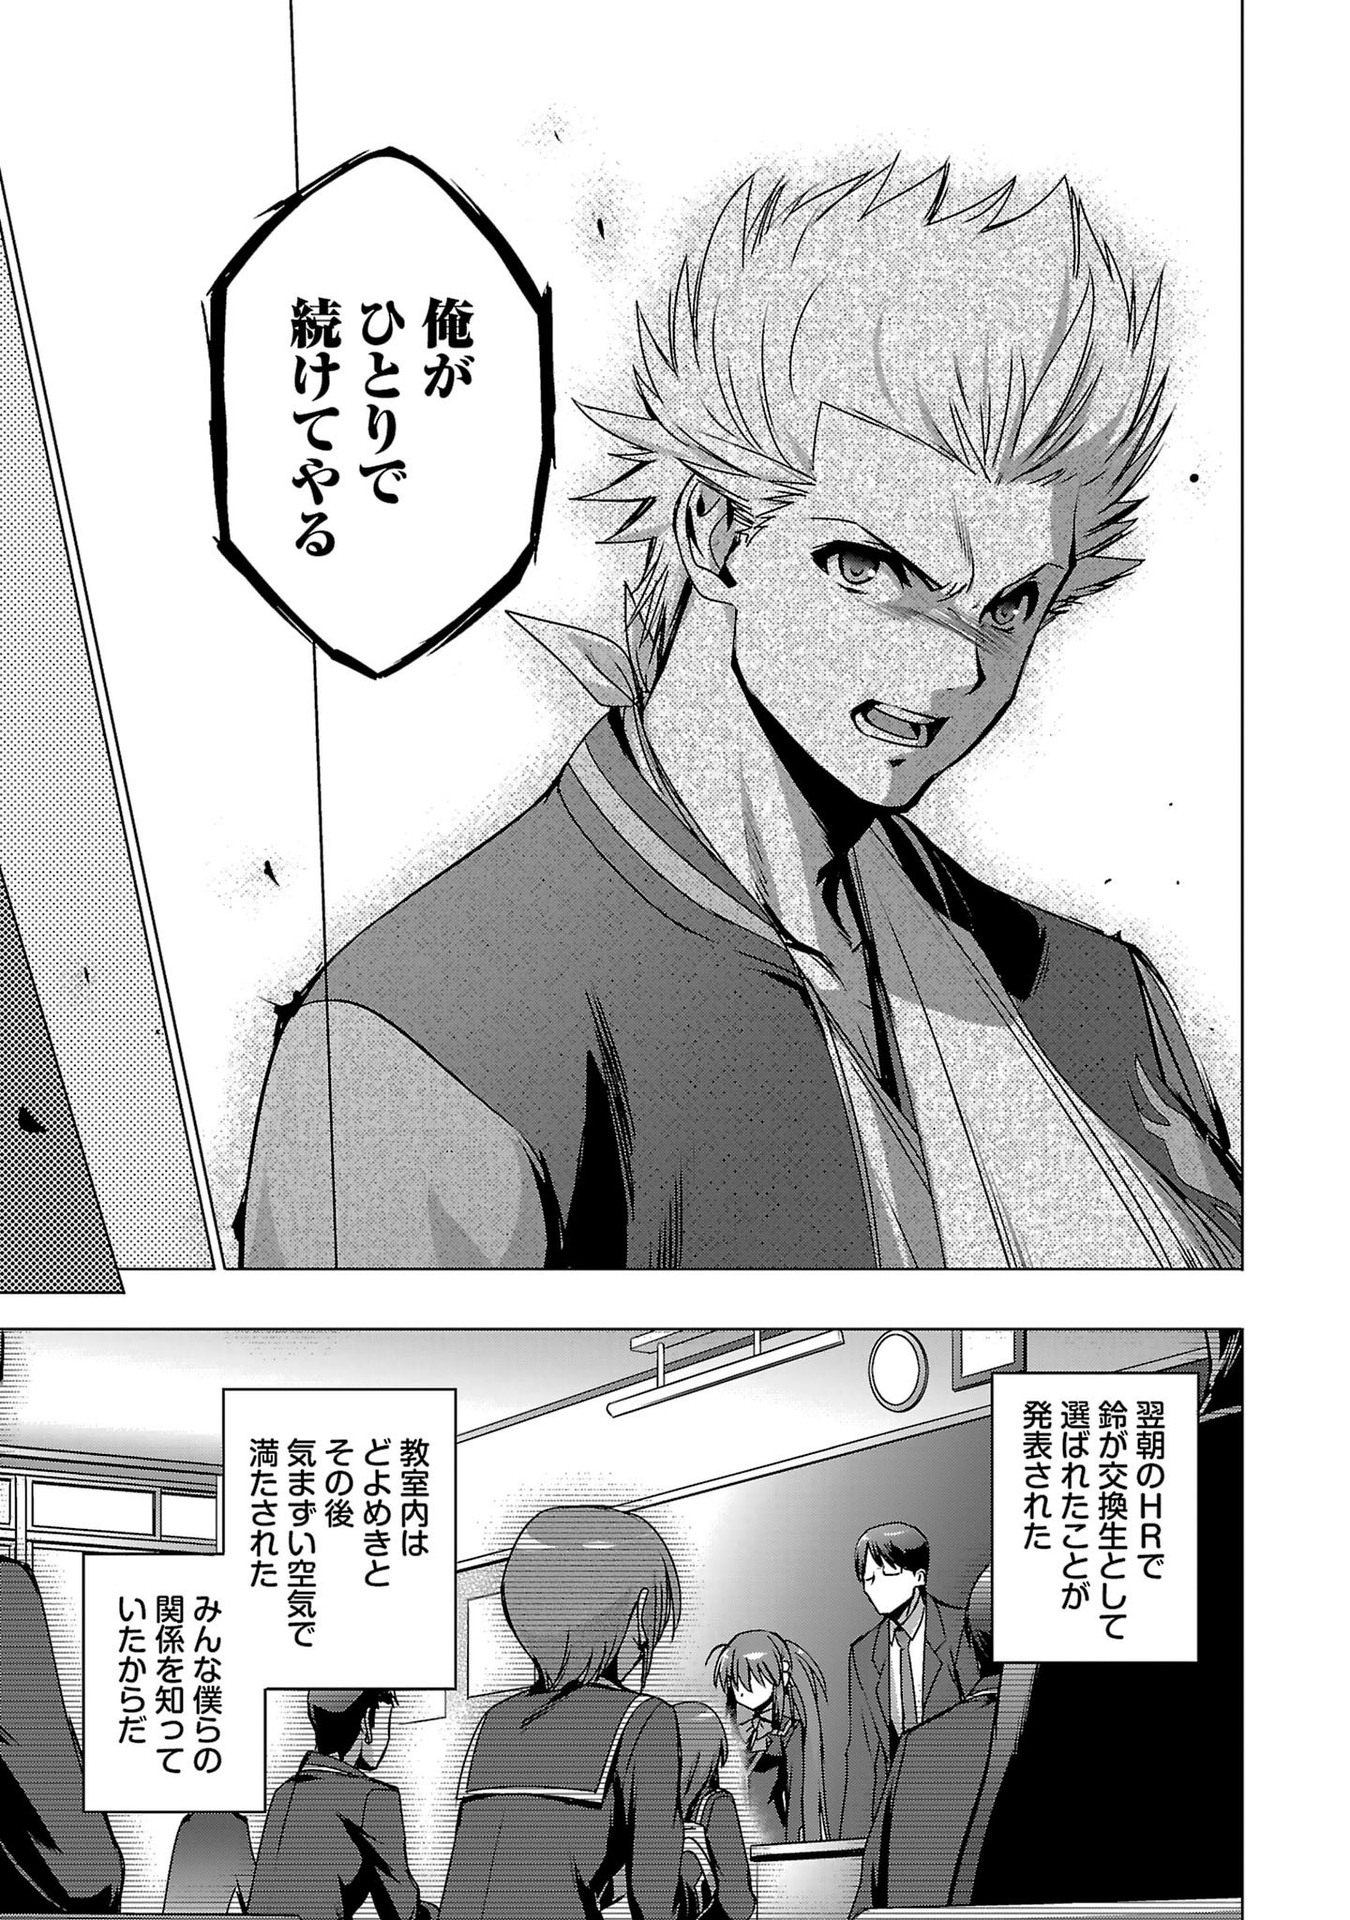 俺が
ひとりで
続けてやる
翌朝のHRで
鈴が交換生として
選ばれたことが
発表された
教室内は
どよめきと
その後
気まずい空気で
満たされた
みんな僕らの
関係を知って
いたからだ